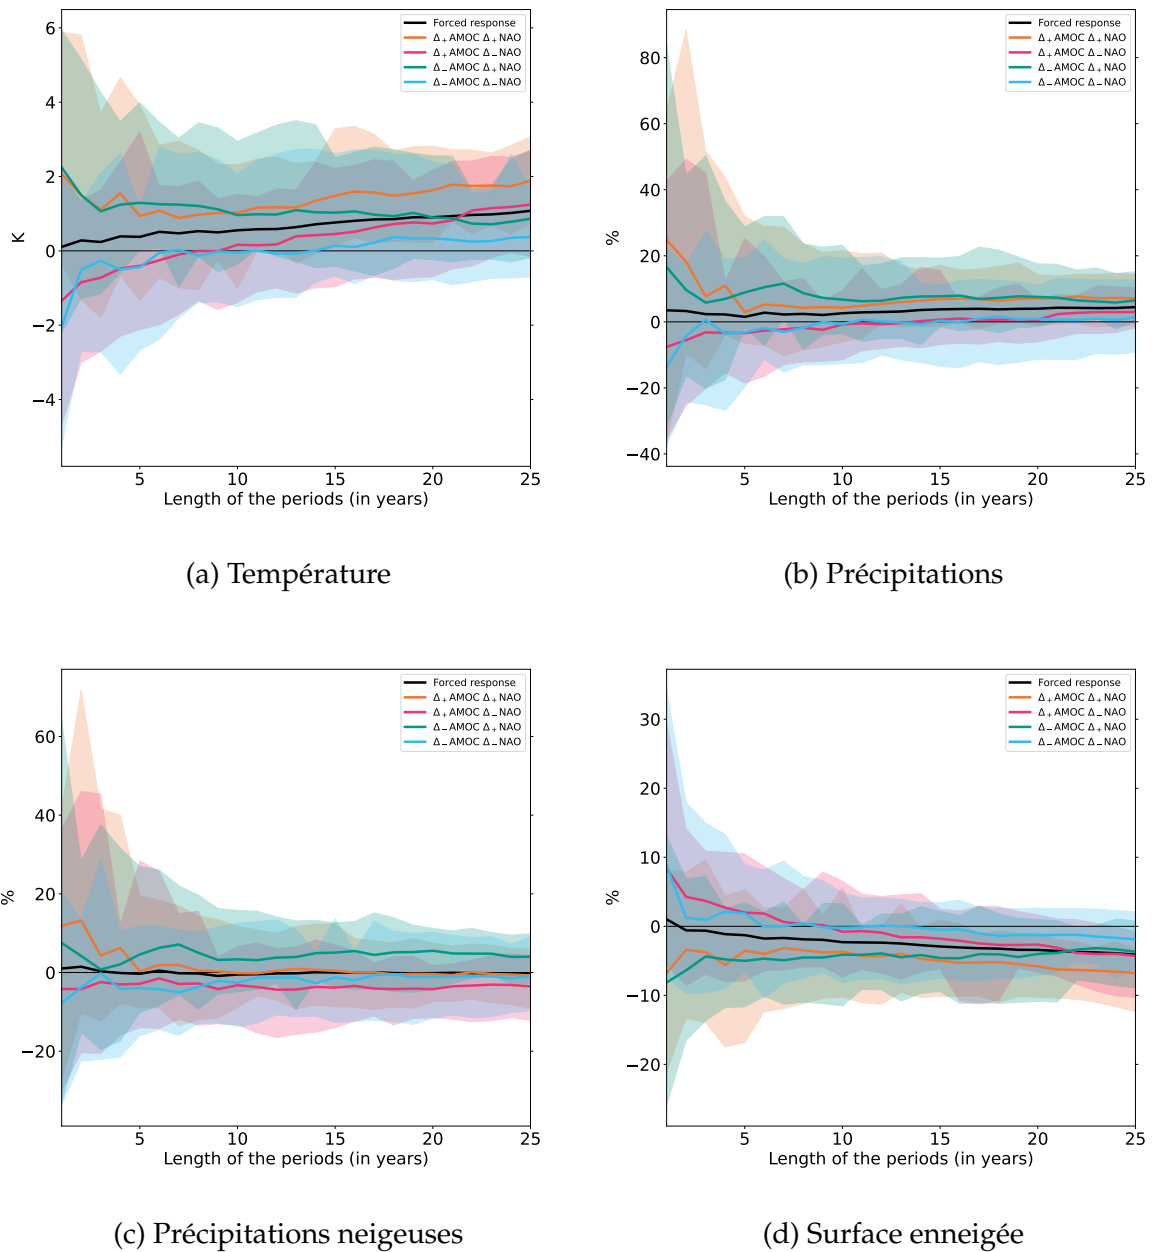 6
4
2
0
−2
−4
K
5
10
15
20
25
Length of the periods (in years)
Forced response
Δ₊AMOC Δ₊NAO
Δ₊AMOC Δ₋NAO
Δ₋AMOC Δ₊NAO
Δ₋AMOC Δ₋NAO
(a) Température
80
60
40
20
0
−20
−40
%
5
10
15
20
25
Length of the periods (in years)
Forced response
Δ₊AMOC Δ₊NAO
Δ₊AMOC Δ₋NAO
Δ₋AMOC Δ₊NAO
Δ₋AMOC Δ₋NAO
(b) Précipitations
60
40
20
0
−20
%
5
10
15
20
25
Length of the periods (in years)
Forced response
Δ₊AMOC Δ₊NAO
Δ₊AMOC Δ₋NAO
Δ₋AMOC Δ₊NAO
Δ₋AMOC Δ₋NAO
(c) Précipitations neigeuses
30
20
10
0
−10
−20
%
5
10
15
20
25
Length of the periods (in years)
Forced response
Δ₊AMOC Δ₊NAO
Δ₊AMOC Δ₋NAO
Δ₋AMOC Δ₊NAO
Δ₋AMOC Δ₋NAO
(d) Surface enneigée